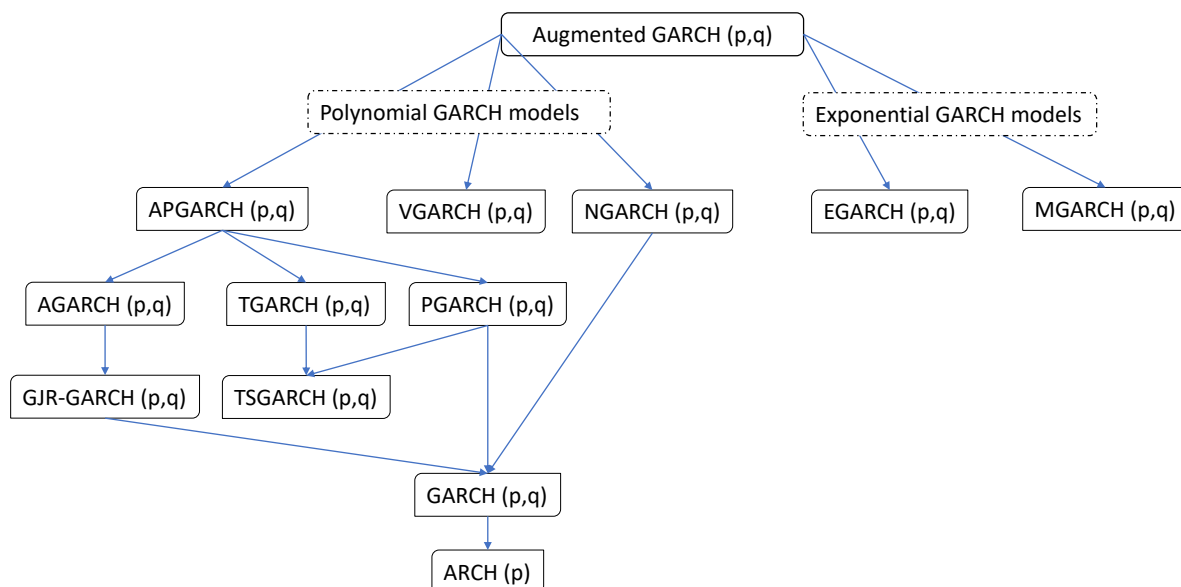 Augmented GARCH (p,q)
Polynomial GARCH models
Exponential GARCH models
APGARCH (p,q)
VGARCH (p,q)
NGARCH (p,q)
EGARCH (p,q)
MGARCH (p,q)
AGARCH (p,q)
TGARCH (p,q)
PGARCH (p,q)
GJR-GARCH (p,q)
TSGARCH (p,q)
GARCH (p,q)
ARCH (p)